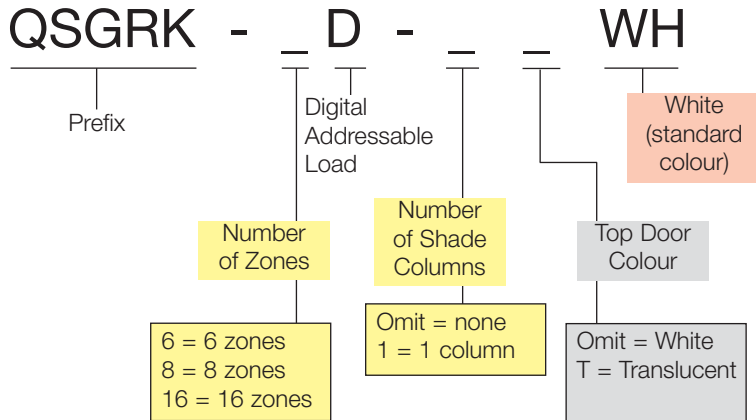 QSGRK - _ D - _ _ WH
Prefix
Digital
Addressable
Load
White
(standard
colour)
Number
of Zones
Number
of Shade
Columns
Top Door
Colour
6 = 6 zones
8 = 8 zones
16 = 16 zones
Omit = none
1 = 1 column
Omit = White
T = Translucent